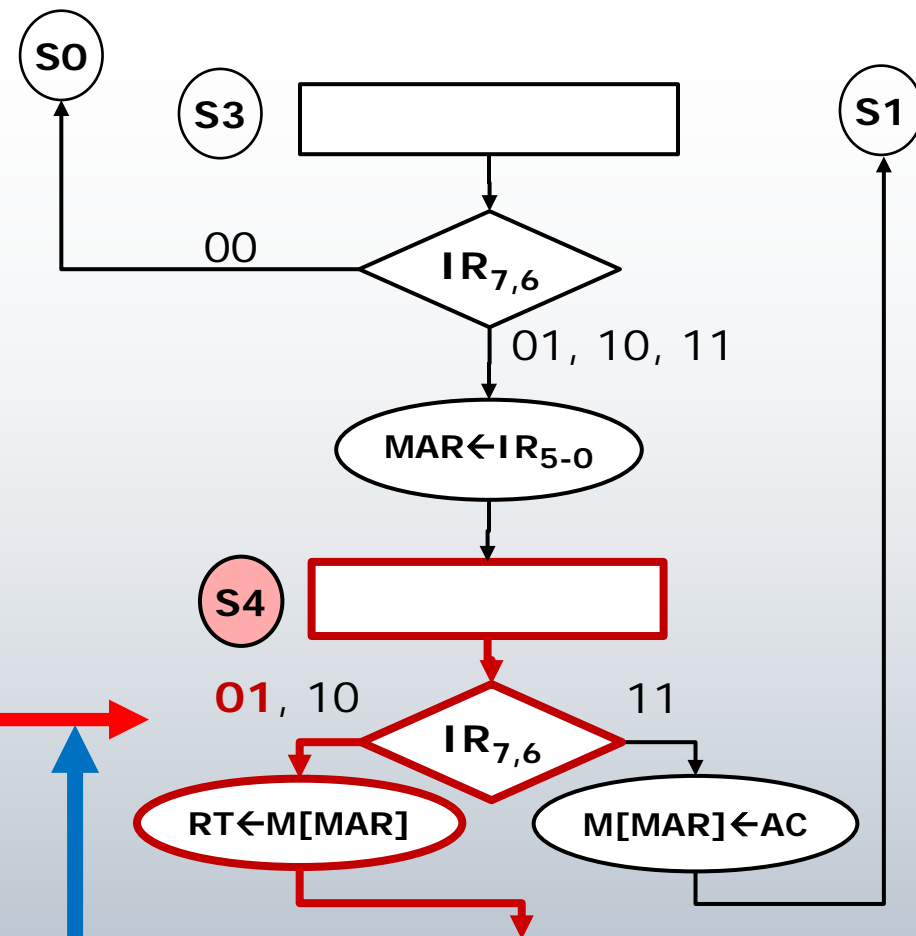 S0
S3
S1
00
IR7,6
01, 10, 11
MAR←IR5-0
S4
01, 10
11
IR7,6
RT←M[MAR]
M[MAR]←AC